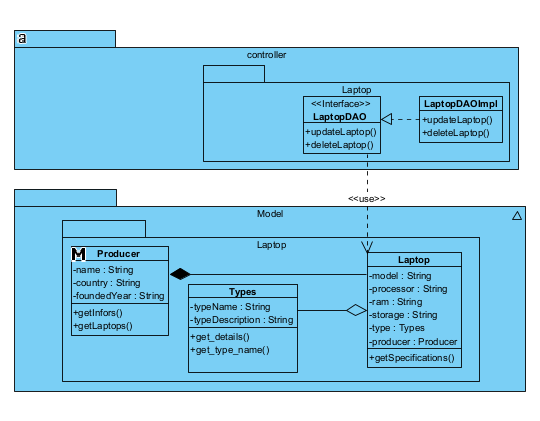 a
controller
Laptop
<<Interface>>
LaptopDAO
+updateLaptop()
+deleteLaptop()
LaptopDAOImpl
+updateLaptop()
+deleteLaptop()
<<use>>
Model
Laptop
M
Producer
-name : String
-country : String
-foundedYear : String
+getInfors()
+getLaptops()
Types
-typeName : String
-typeDescription : String
+get_details()
+get_type_name()
Laptop
-model : String
-processor : String
-ram : String
-storage : String
-type : Types
-producer : Producer
+getSpecifications()